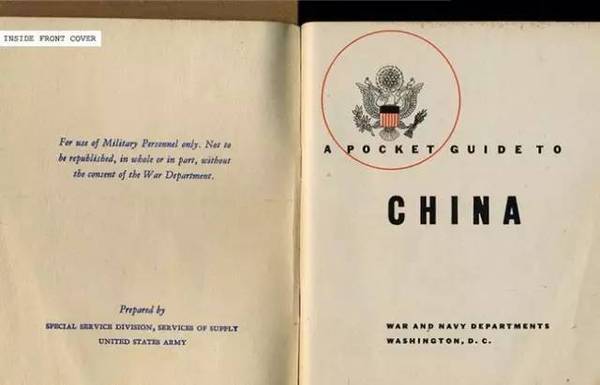 INSIDE FRONT COVER
For use of Military Personnel only. Not to
be republished, in whole or in part, without
the consent of the War Department.
Prepared by
SPECIAL SERVICE DIVISION, SERVICES OF SUPPLY
UNITED STATES ARMY
A POCKET GUIDE TO
CHINA
WAR AND NAVY DEPARTMENTS
WASHINGTON, D. C.